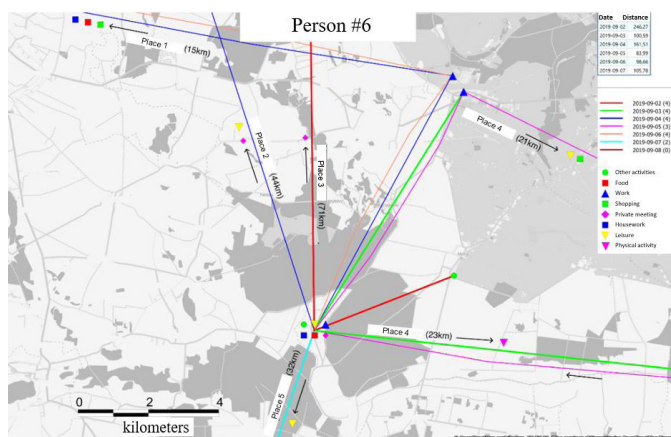 Person #6
Date Distance
2019-09-02 246,27
2019-09-03 100,59
2019-09-04 161,51
2019-09-05 83,99
2019-09-06 98,66
2019-09-07 105,76
2019-09-02 (4)
2019-09-03 (4)
2019-09-04 (4)
2019-09-05 (3)
2019-09-06 (4)
2019-09-07 (2)
2019-09-08 (0)
Other activities
Food
Work
Shopping
Private meeting
Housework
Leisure
Physical activity
Place 1 (15km)
Place 2 (44km)
Place 3 (71km)
Place 4 (21km)
Place 4 (23km)
Place 5 (32km)
0 2 4
kilometers